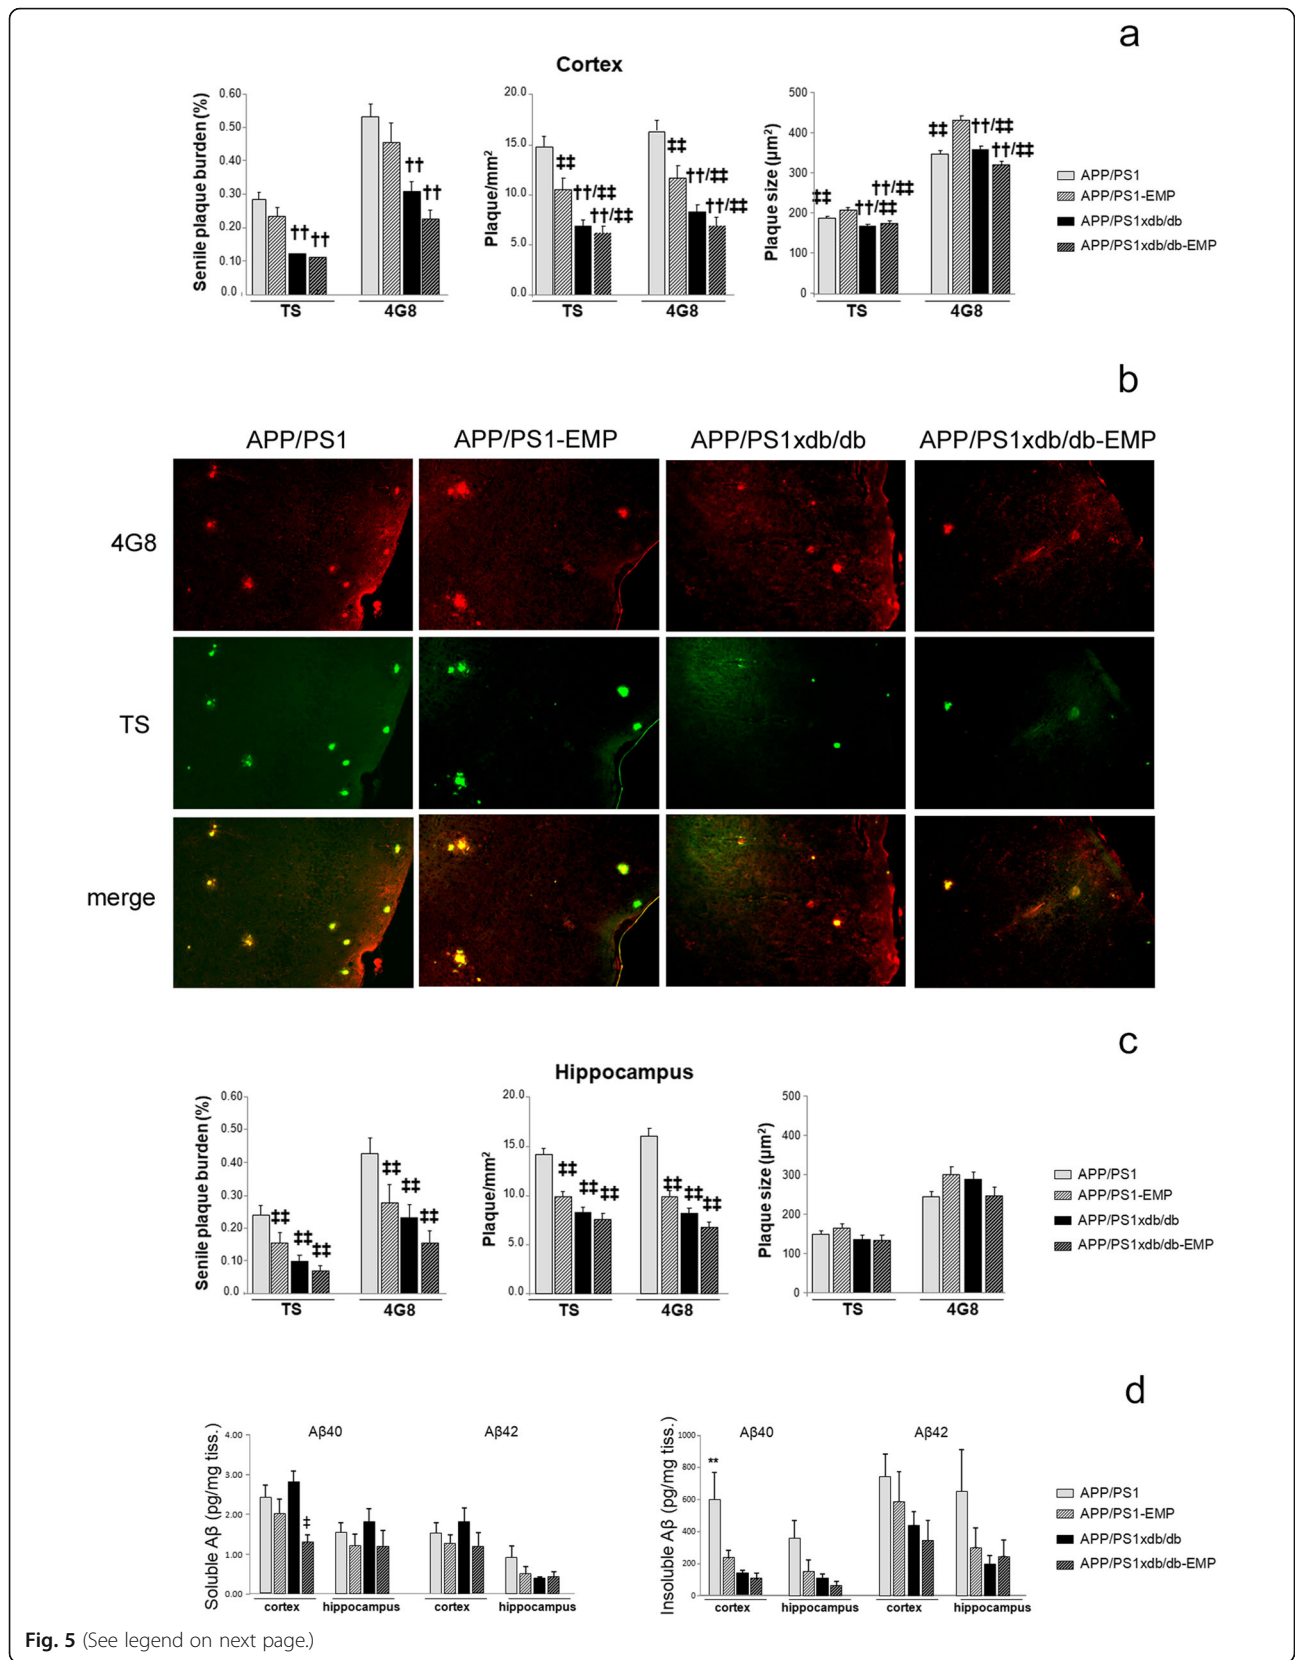 a
Cortex
Senile plaque burden (%)
0.60
0.50
0.40
0.30
0.20
0.10
0.0
††
††
††
††
TS
4G8
Plaque/mm²
20.0
15.0
10.0
5.0
0.0
‡‡
††/‡‡
††/‡‡
‡‡
††/‡‡
††/‡‡
TS
4G8
Plaque size (µm²)
500
400
300
200
100
0
‡‡
††/‡‡
††/‡‡
‡‡
††/‡‡
††/‡‡
TS
4G8
APP/PS1
APP/PS1-EMP
APP/PS1xdb/db
APP/PS1xdb/db-EMP
b
APP/PS1 APP/PS1-EMP APP/PS1xdb/db APP/PS1xdb/db-EMP
4G8
TS
merge
c
Hippocampus
Senile plaque burden (%)
0.60
0.50
0.40
0.30
0.20
0.10
0.0
‡‡
‡‡
‡‡
‡‡
‡‡
‡‡
TS
4G8
Plaque/mm²
20.0
15.0
10.0
5.0
0.0
‡‡
‡‡
‡‡
‡‡
‡‡
‡‡
TS
4G8
Plaque size (µm²)
500
400
300
200
100
0
TS
4G8
APP/PS1
APP/PS1-EMP
APP/PS1xdb/db
APP/PS1xdb/db-EMP
d
Soluble Aβ (pg/mg tiss.)
4.00
3.00
2.00
1.00
0.00
Aβ40
Aβ42
‡
cortex
hippocampus
cortex
hippocampus
Insoluble Aβ (pg/mg tiss.)
1000
800
600
400
200
0
Aβ40
Aβ42
**
cortex
hippocampus
cortex
hippocampus
APP/PS1
APP/PS1-EMP
APP/PS1xdb/db
APP/PS1xdb/db-EMP
Fig. 5 (See legend on next page.)